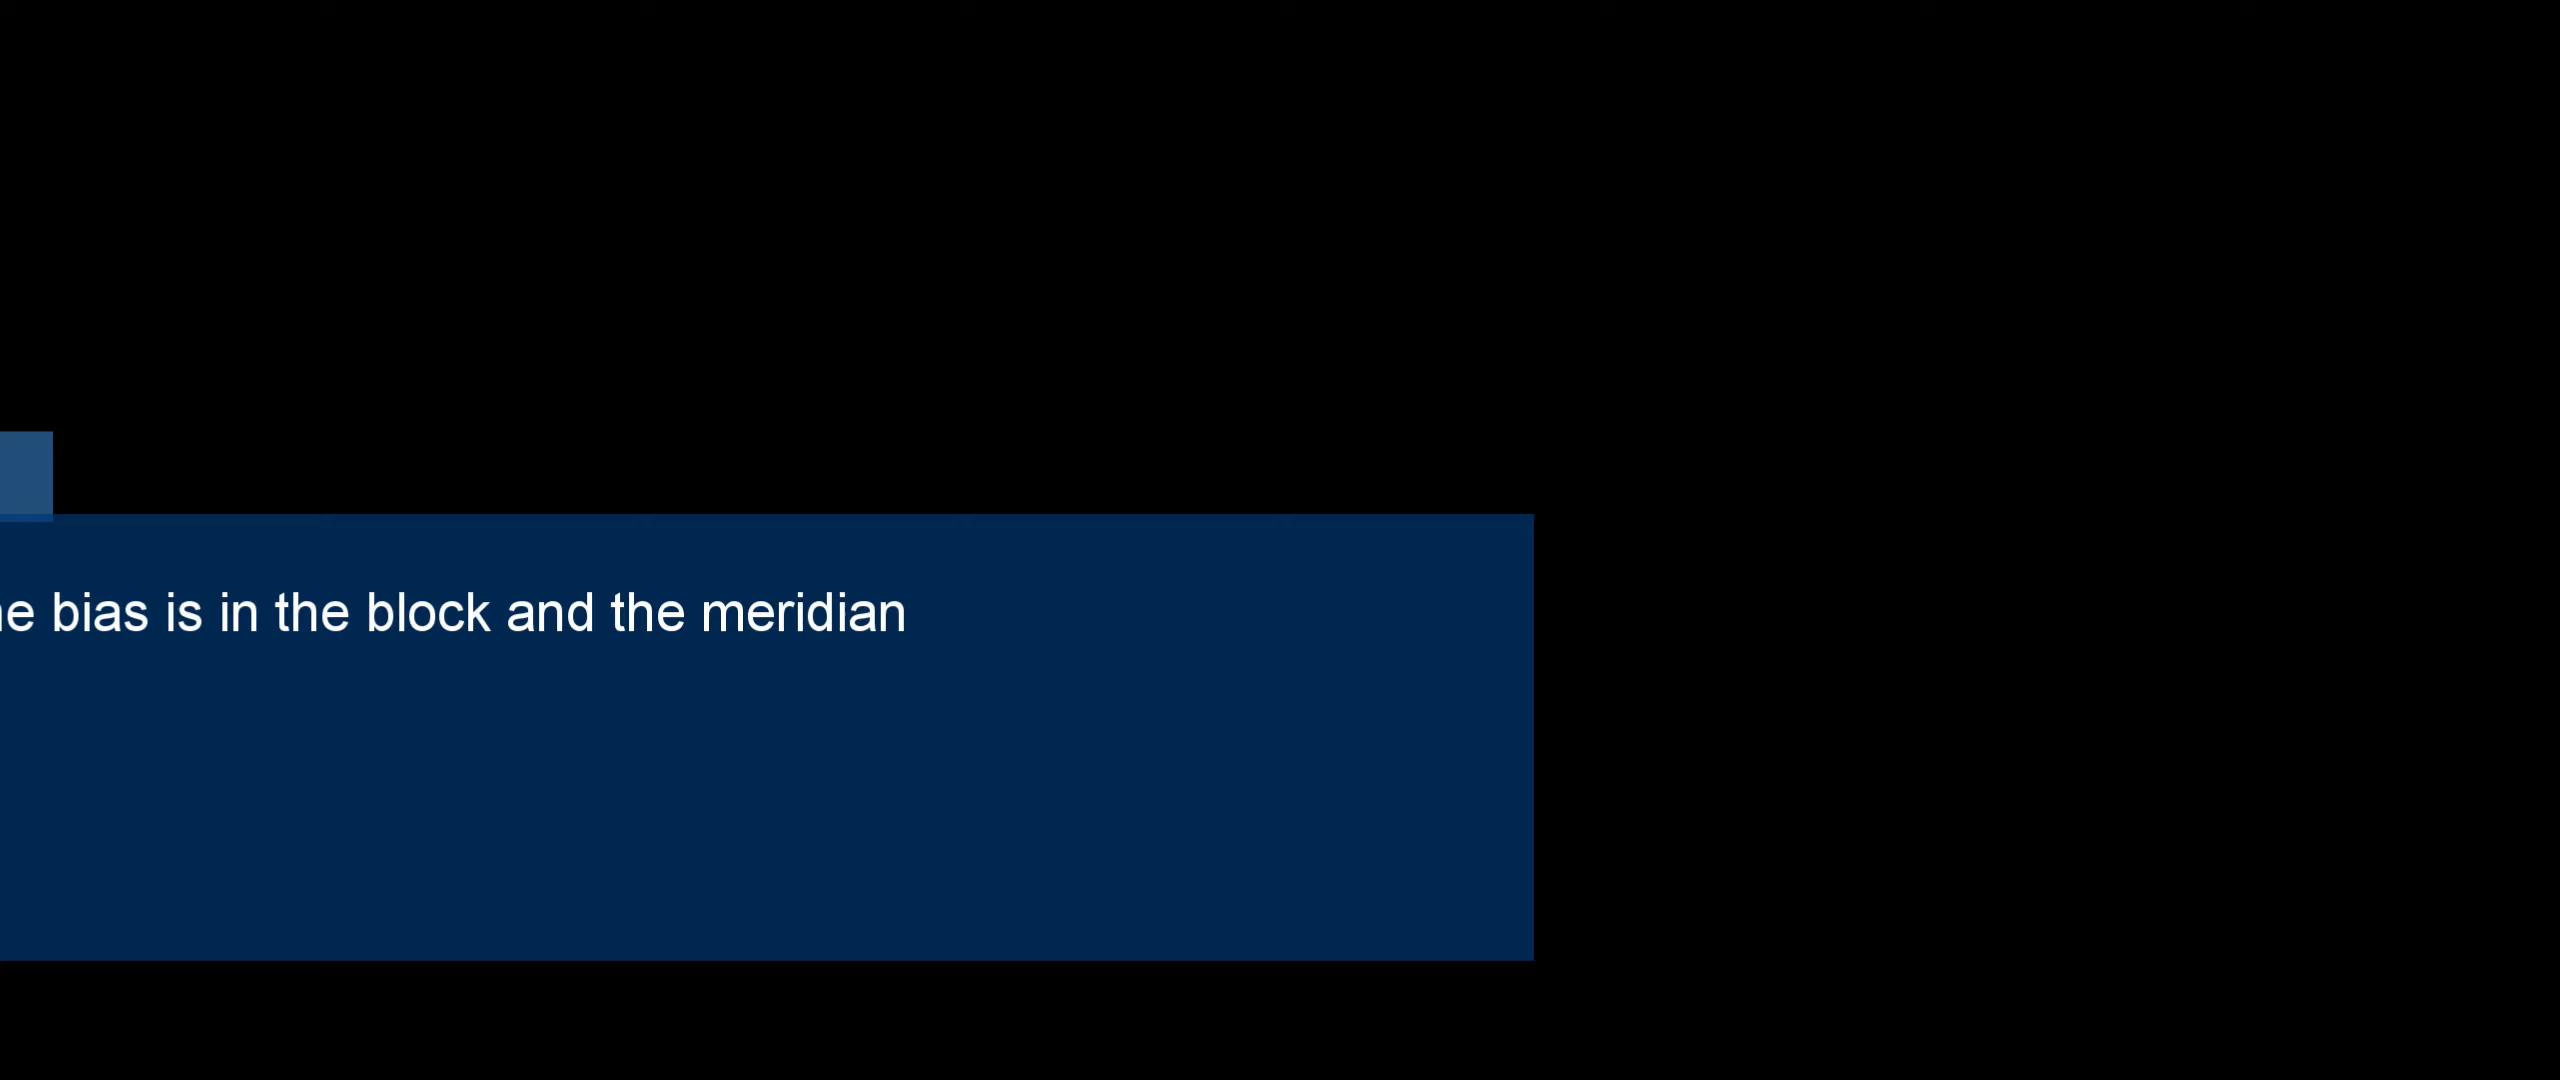 e bias is in the block and the meridian